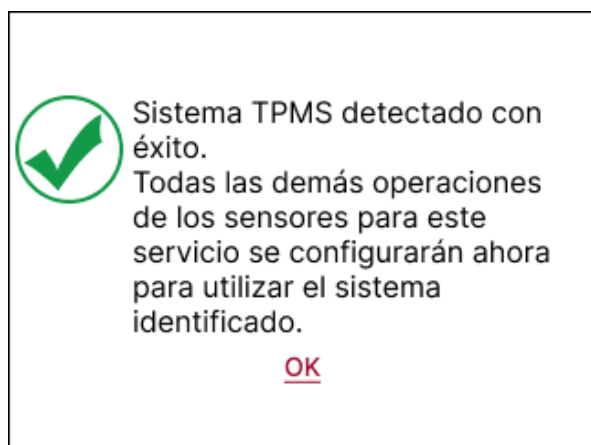 Sistema TPMS detectado con
éxito.
Todas las demás operaciones
de los sensores para este
servicio se configurarán ahora
para utilizar el sistema
identificado.
OK